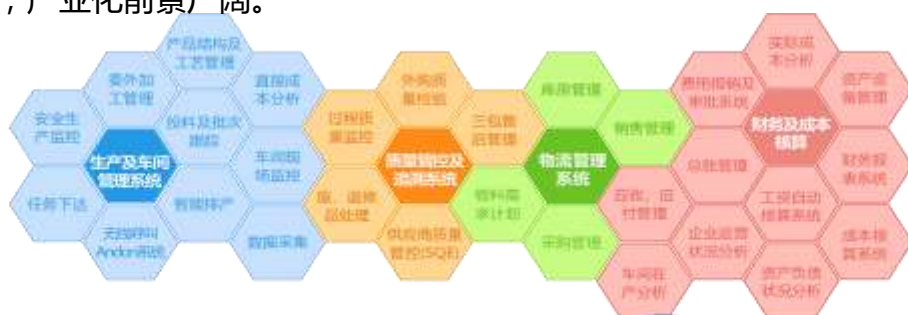 ，产业化前景广阔。
产品结构及
工艺管理
委外加
工管理
直接成
本分析
安全生
产监控
投料及批次
跟踪
生产及车间
管理系统
车间现
场监控
任务下达
智能排产
无线呼叫
Andon系统
数据采集
外购质
量检验
过程质
量监控
三包售
后管理
质量管控及
追溯系统
废、返修
品处理
供应商质量
管控(SQE)
库房管理
销售管理
物流管理
系统
物料需
求计划
采购管理
实际成
本分析
费用报销及
审批系统
资产设
备管理
财务及成本
核算
总账管理
财务报
表系统
应收、应
付管理
工资自动
核算系统
企业运营
状况分析
成本核
算系统
车间在
产分析
资产负债
状况分析